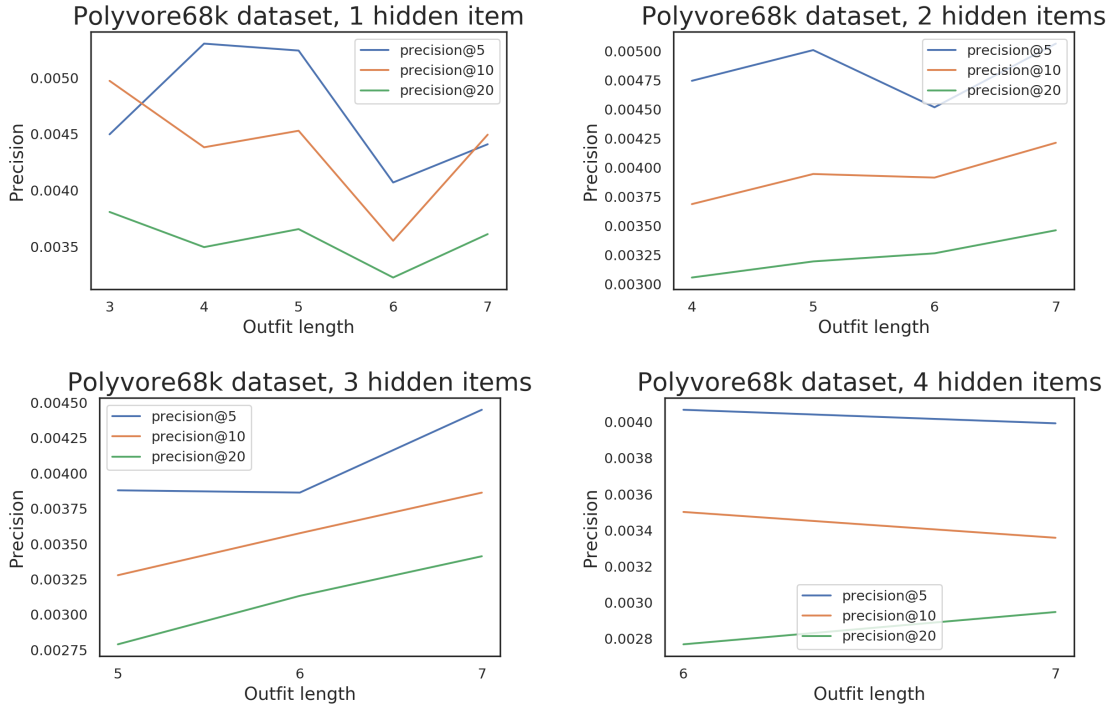 Polyvore68k dataset, 1 hidden item
precision@5
precision@10
precision@20
0.0050
0.0045
0.0040
0.0035
Precision
3 4 5 6 7
Outfit length
Polyvore68k dataset, 2 hidden items
precision@5
precision@10
precision@20
0.00500
0.00475
0.00450
0.00425
0.00400
0.00375
0.00350
0.00325
0.00300
Precision
4 5 6 7
Outfit length
Polyvore68k dataset, 3 hidden items
precision@5
precision@10
precision@20
0.00450
0.00425
0.00400
0.00375
0.00350
0.00325
0.00300
0.00275
Precision
5 6 7
Outfit length
Polyvore68k dataset, 4 hidden items
0.0040
0.0038
0.0036
0.0034
0.0032
0.0030
0.0028
Precision
precision@5
precision@10
precision@20
6 7
Outfit length